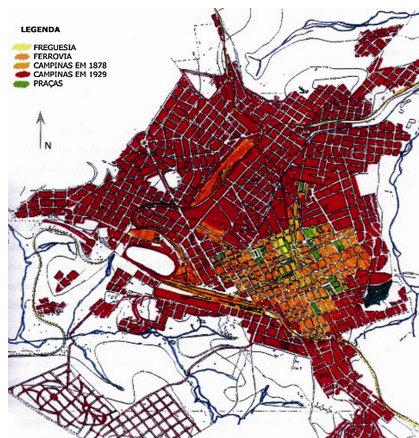 LEGENDA
FREGUESIA
FERROVIA
CAMPINAS EM 1878
CAMPINAS EM 1929
PRAÇAS
N